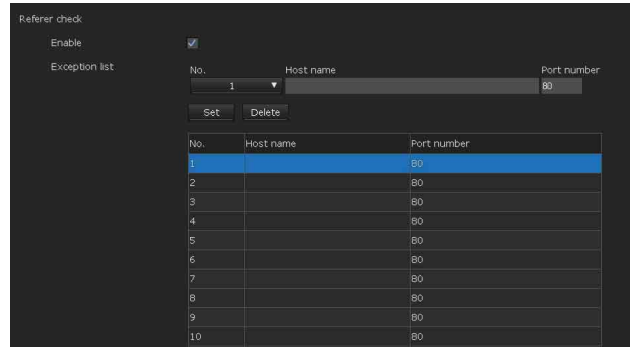 Referer check
Enable
Exception list
No. Host name Port number
1 80
Set Delete
No. Host name Port number
1 80
2 80
3 80
4 80
5 80
6 80
7 80
8 80
9 80
10 80